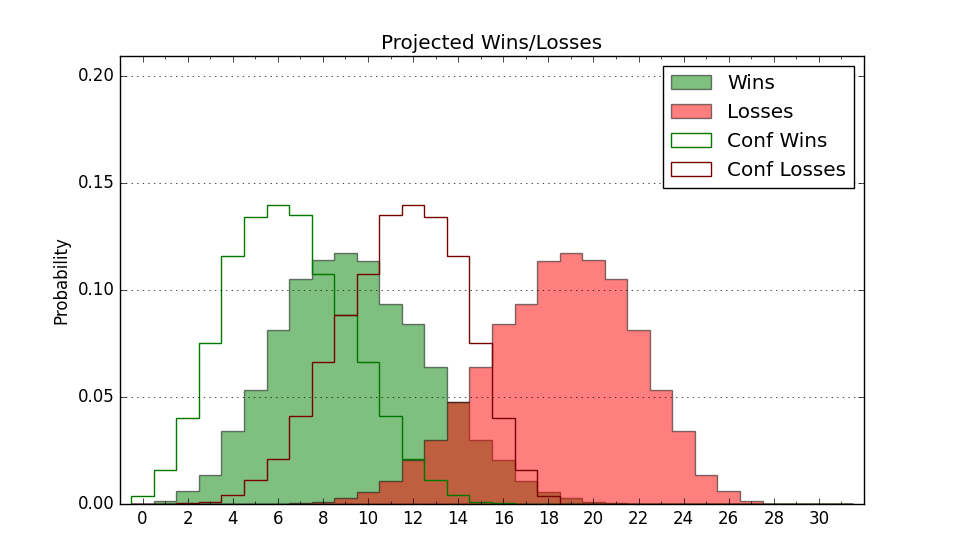 Projected Wins/Losses
0.20
0.15
0.10
0.05
0.00
Probability
Wins
Losses
Conf Wins
Conf Losses
0 2 4 6 8 10 12 14 16 18 20 22 24 26 28 30